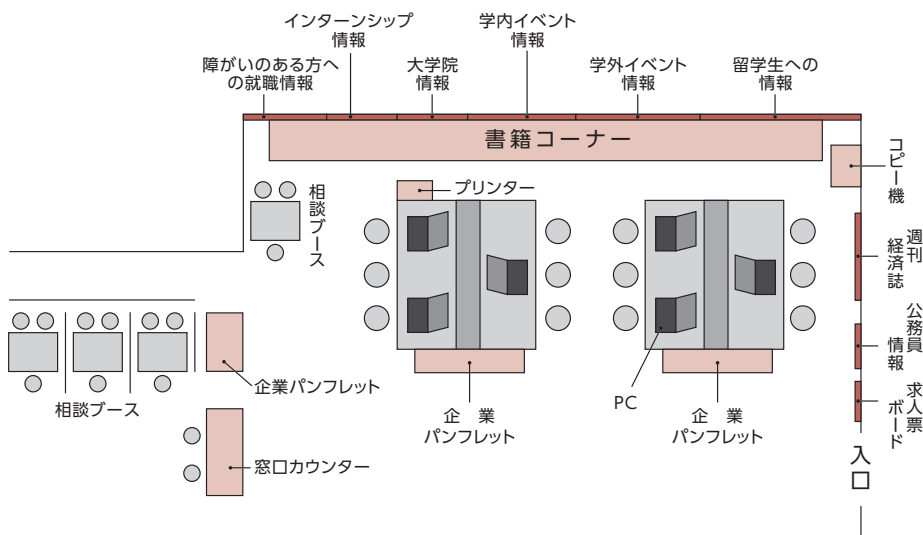 インターンシップ
情報
学内イベント
情報
障がいのある方へ
の就職情報
大学院
情報
学外イベント
情報
留学生への
情報
書籍コーナー
コピー機
プリンター
相談ブース
週刊
経済誌
公務員
情報
求人票
ボード
企業パンフレット
相談ブース
企 業
パンフレット
PC
企 業
パンフレット
窓口カウンター
入口